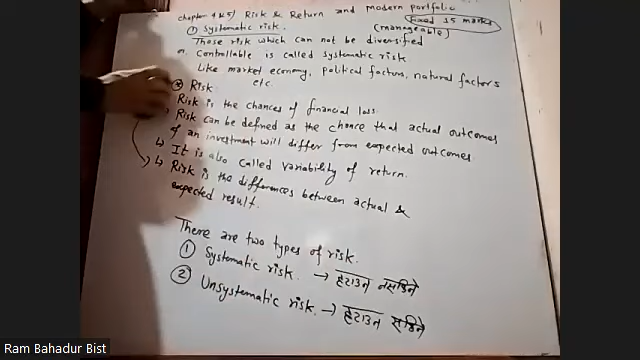 chapter 4 & 5) Risk & Return and modern portfolio
Fixed 15 marks
① Systematic risk. (manageable)
Those risk which can not be diversified
or controllable is called systematic risk.
Like market economy, political factors, natural factors
etc.
Risk
Risk is the chances of financial loss.
Risk can be defined as the chance that actual outcomes
of an investment will differ from expected outcomes.
↳ It is also called variability of return.
↳ Risk is the differences between actual &
expected result.
There are two types of risk.
① Systematic risk. → हटाउन नसकिने
② Unsystematic risk. → हटाउन सकिने
Ram Bahadur Bist